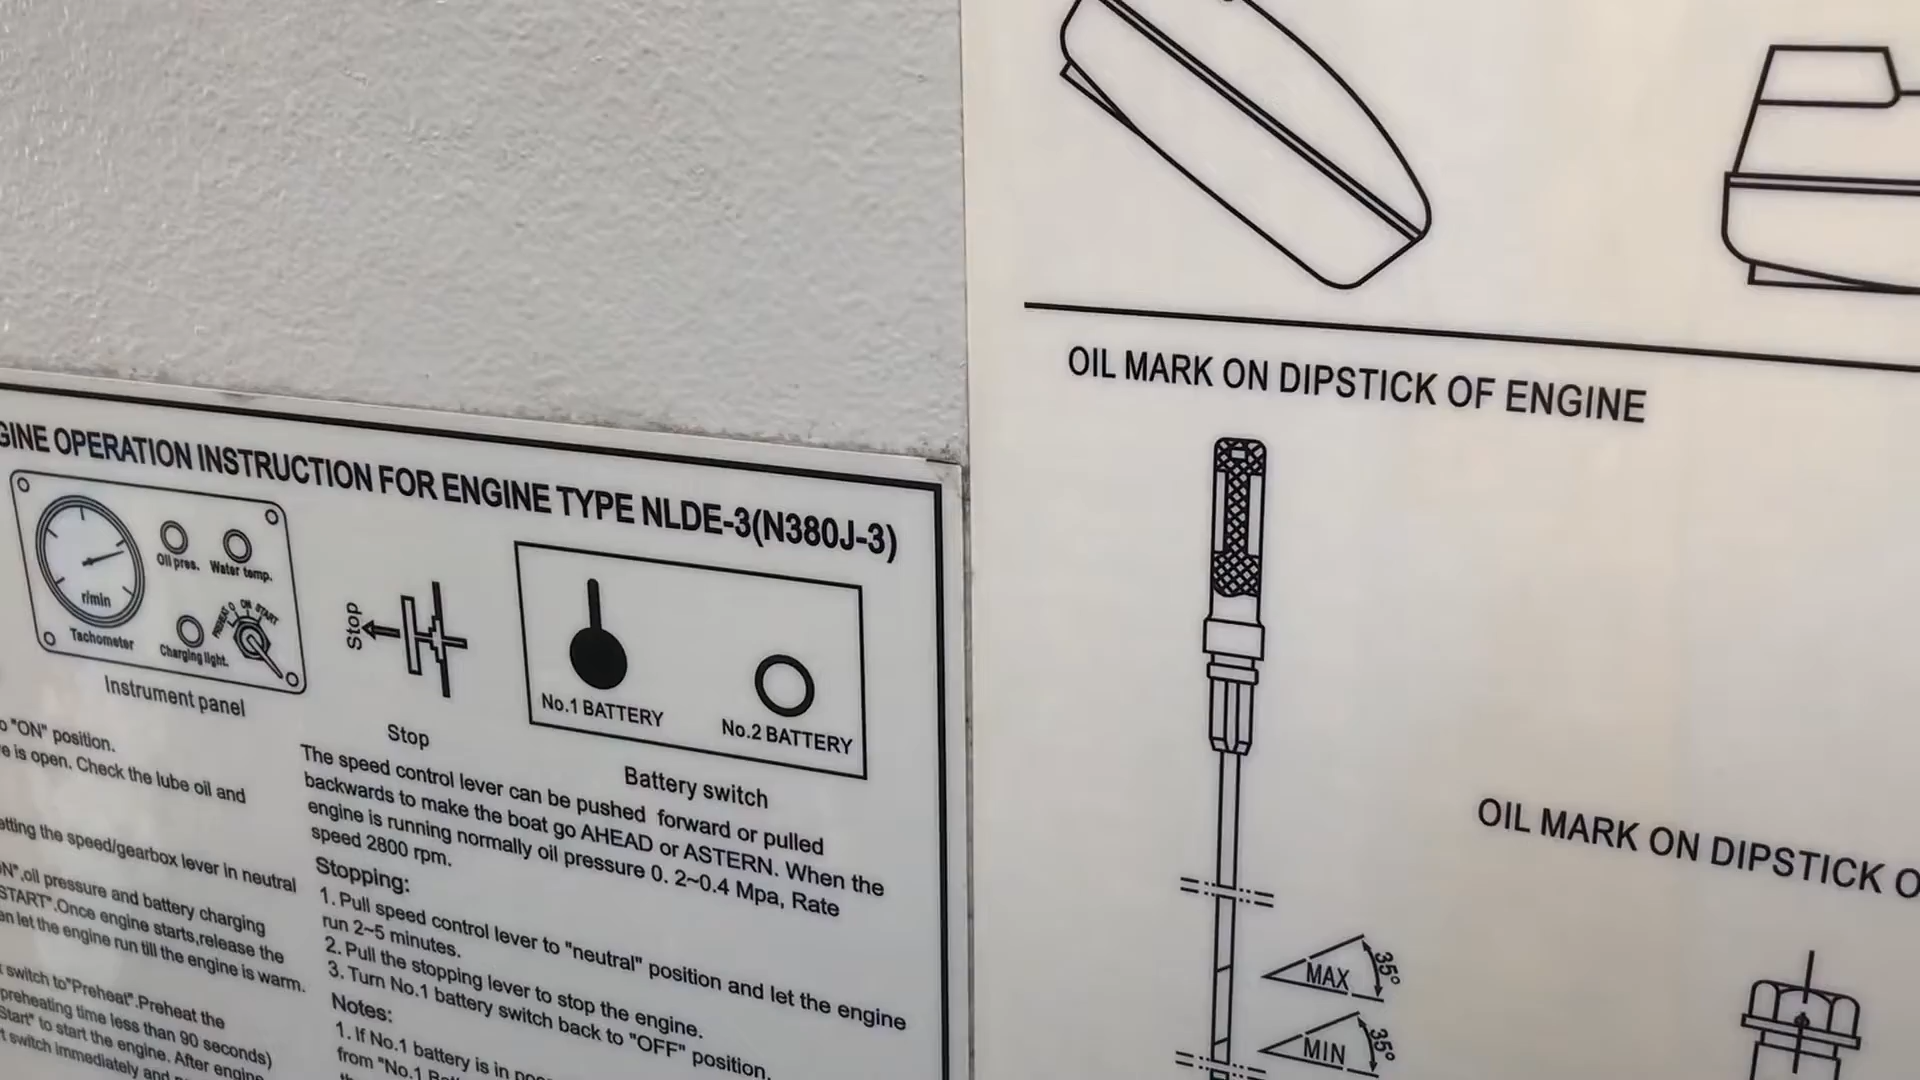 OPERATION INSTRUCTION FOR ENGINE TYPE NLDE-3(N380J-3)
Oil pres.
Water temp.
r/min
Tachometer
Charging light.
PREHEAT 0 ON START
Instrument panel
Stop
Stop
No.1 BATTERY
No.2 BATTERY
Battery switch
"ON" position.
is open. Check the lube oil and
the speed/gearbox lever in neutral
oil pressure and battery charging
START".Once engine starts,release the
let the engine run till the engine is warm.
switch to"Preheat".Preheat the
preheating time less than 90 seconds)
to start the engine. After engine
switch immediately and
The speed control lever can be pushed forward or pulled
backwards to make the boat go AHEAD or ASTERN. When the
engine is running normally oil pressure 0. 2~0.4 Mpa, Rate
speed 2800 rpm.
Stopping:
1. Pull speed control lever to "neutral" position and let the engine
run 2~5 minutes.
2. Pull the stopping lever to stop the engine.
3. Turn No.1 battery switch back to "OFF" position.
Notes:
1. If No.1 battery is in
from "No.1
OIL MARK ON DIPSTICK OF ENGINE
MAX 35°
MIN 35°
OIL MARK ON DIPSTICK O